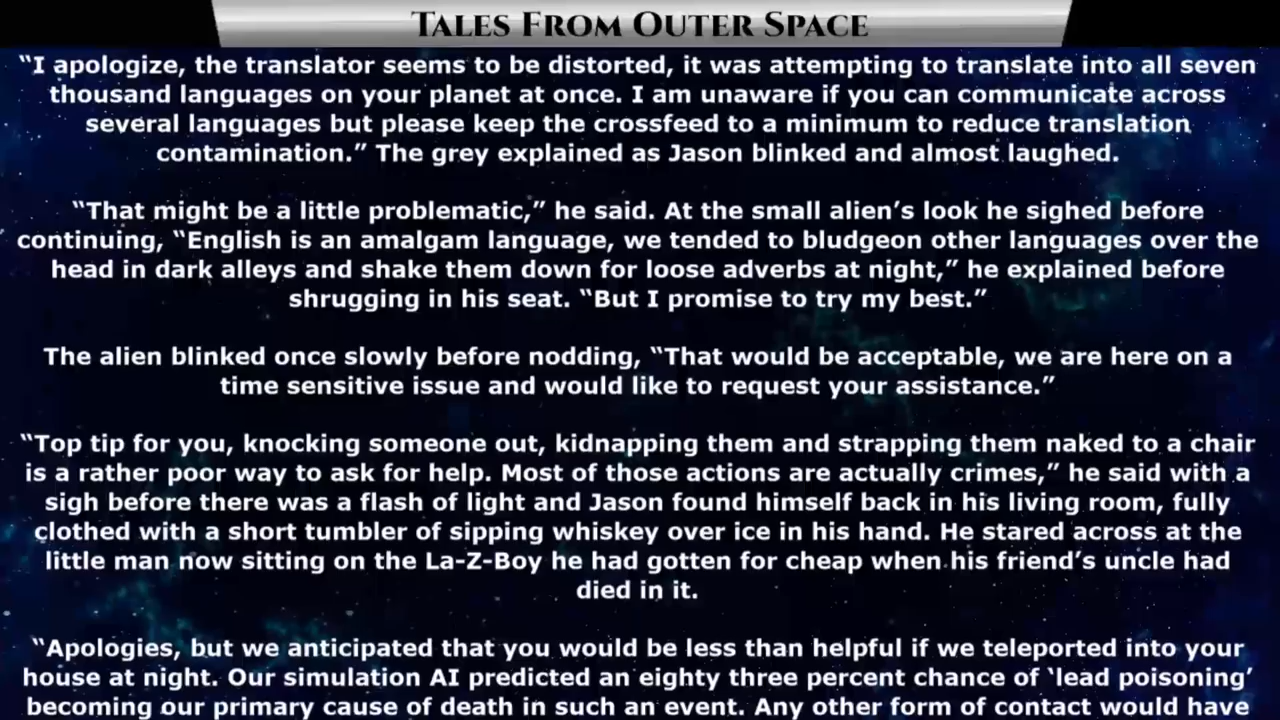 Tales From Outer Space
“I apologize, the translator seems to be distorted, it was attempting to translate into all seven
thousand languages on your planet at once. I am unaware if you can communicate across
several languages but please keep the crossfeed to a minimum to reduce translation
contamination.” The grey explained as Jason blinked and almost laughed.
“That might be a little problematic,” he said. At the small alien’s look he sighed before
continuing, “English is an amalgam language, we tended to bludgeon other languages over the
head in dark alleys and shake them down for loose adverbs at night,” he explained before
shrugging in his seat. “But I promise to try my best.”
The alien blinked once slowly before nodding, “That would be acceptable, we are here on a
time sensitive issue and would like to request your assistance.”
“Top tip for you, knocking someone out, kidnapping them and strapping them naked to a chair
is a rather poor way to ask for help. Most of those actions are actually crimes,” he said with a
sigh before there was a flash of light and Jason found himself back in his living room, fully
clothed with a short tumbler of sipping whiskey over ice in his hand. He stared across at the
little man now sitting on the La-Z-Boy he had gotten for cheap when his friend’s uncle had
died in it.
“Apologies, but we anticipated that you would be less than helpful if we teleported into your
house at night. Our simulation AI predicted an eighty three percent chance of ‘lead poisoning’
becoming our primary cause of death in such an event. Any other form of contact would have